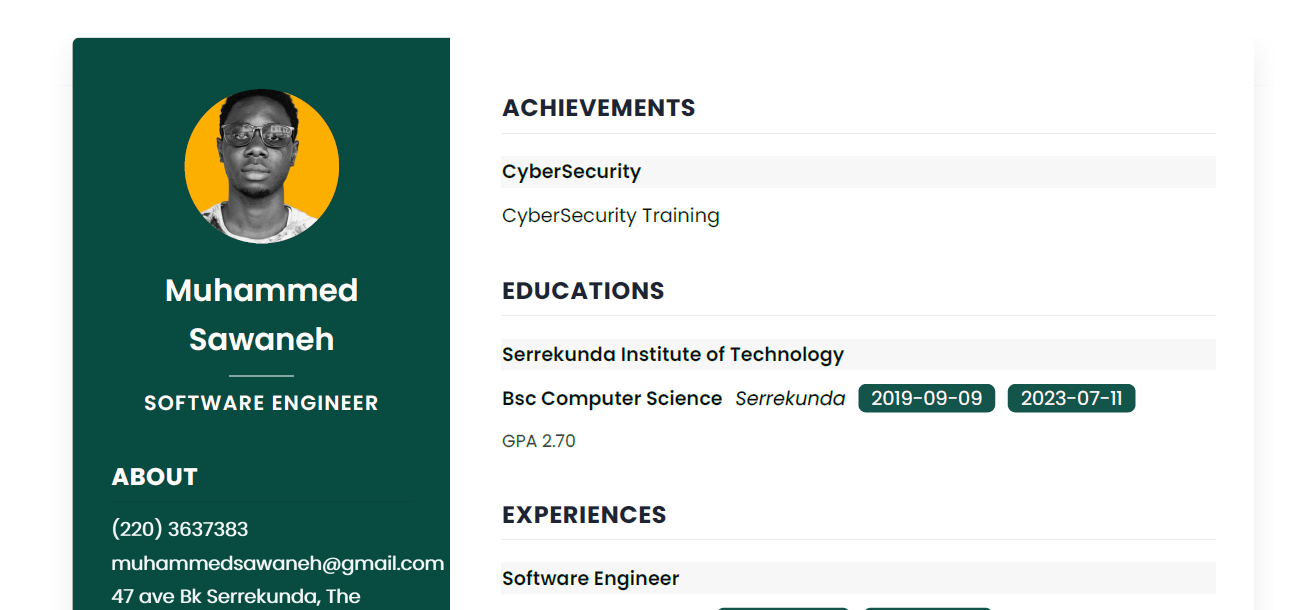 Muhammed
Sawaneh
SOFTWARE ENGINEER
ABOUT
(220) 3637383
muhammedsawaneh@gmail.com
47 ave Bk Serrekunda, The
ACHIEVEMENTS
CyberSecurity
CyberSecurity Training
EDUCATIONS
Serrekunda Institute of Technology
Bsc Computer Science Serrekunda 2019-09-09 2023-07-11
GPA 2.70
EXPERIENCES
Software Engineer